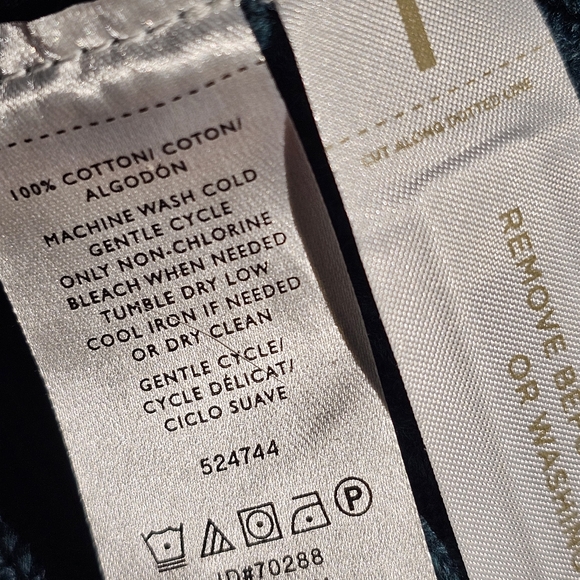 100% COTTON/ COTON/
ALGODÓN
MACHINE WASH COLD
GENTLE CYCLE
ONLY NON-CHLORINE
BLEACH WHEN NEEDED
TUMBLE DRY LOW
COOL IRON IF NEEDED
OR DRY CLEAN
GENTLE CYCLE/
CYCLE DÉLICAT/
CICLO SUAVE
524744
P
ID#70288
CUT ALONG DOTTED LINE
REMOVE
OR